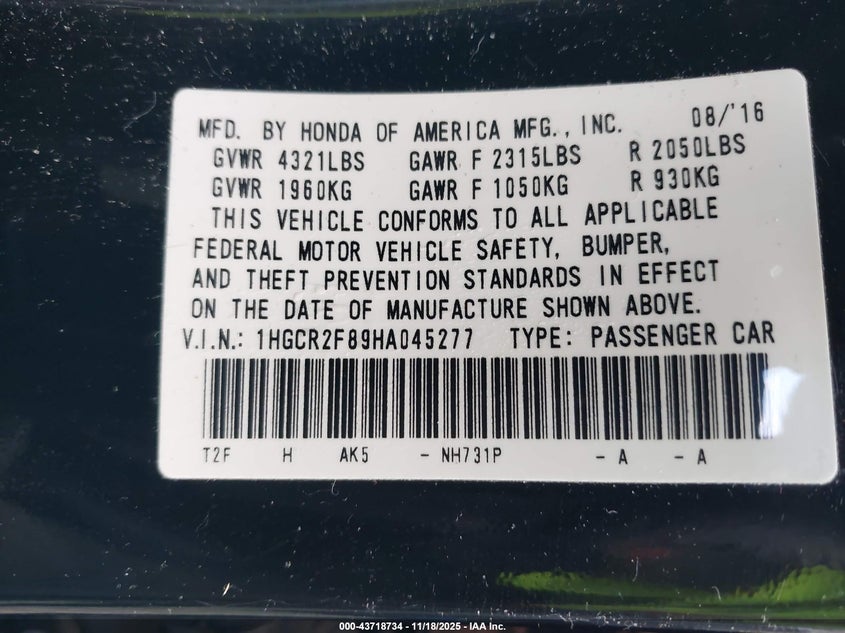 MFD. BY HONDA OF AMERICA MFG., INC. 08/'16
GVWR 4321LBS GAWR F 2315LBS R 2050LBS
GVWR 1960KG GAWR F 1050KG R 930KG
THIS VEHICLE CONFORMS TO ALL APPLICABLE
FEDERAL MOTOR VEHICLE SAFETY, BUMPER,
AND THEFT PREVENTION STANDARDS IN EFFECT
ON THE DATE OF MANUFACTURE SHOWN ABOVE.
V.I.N.: 1HGCR2F89HA045277 TYPE: PASSENGER CAR
T2F H AK5 - NH731P - A - A
000-43718734 - 11/18/2025 - IAA Inc.